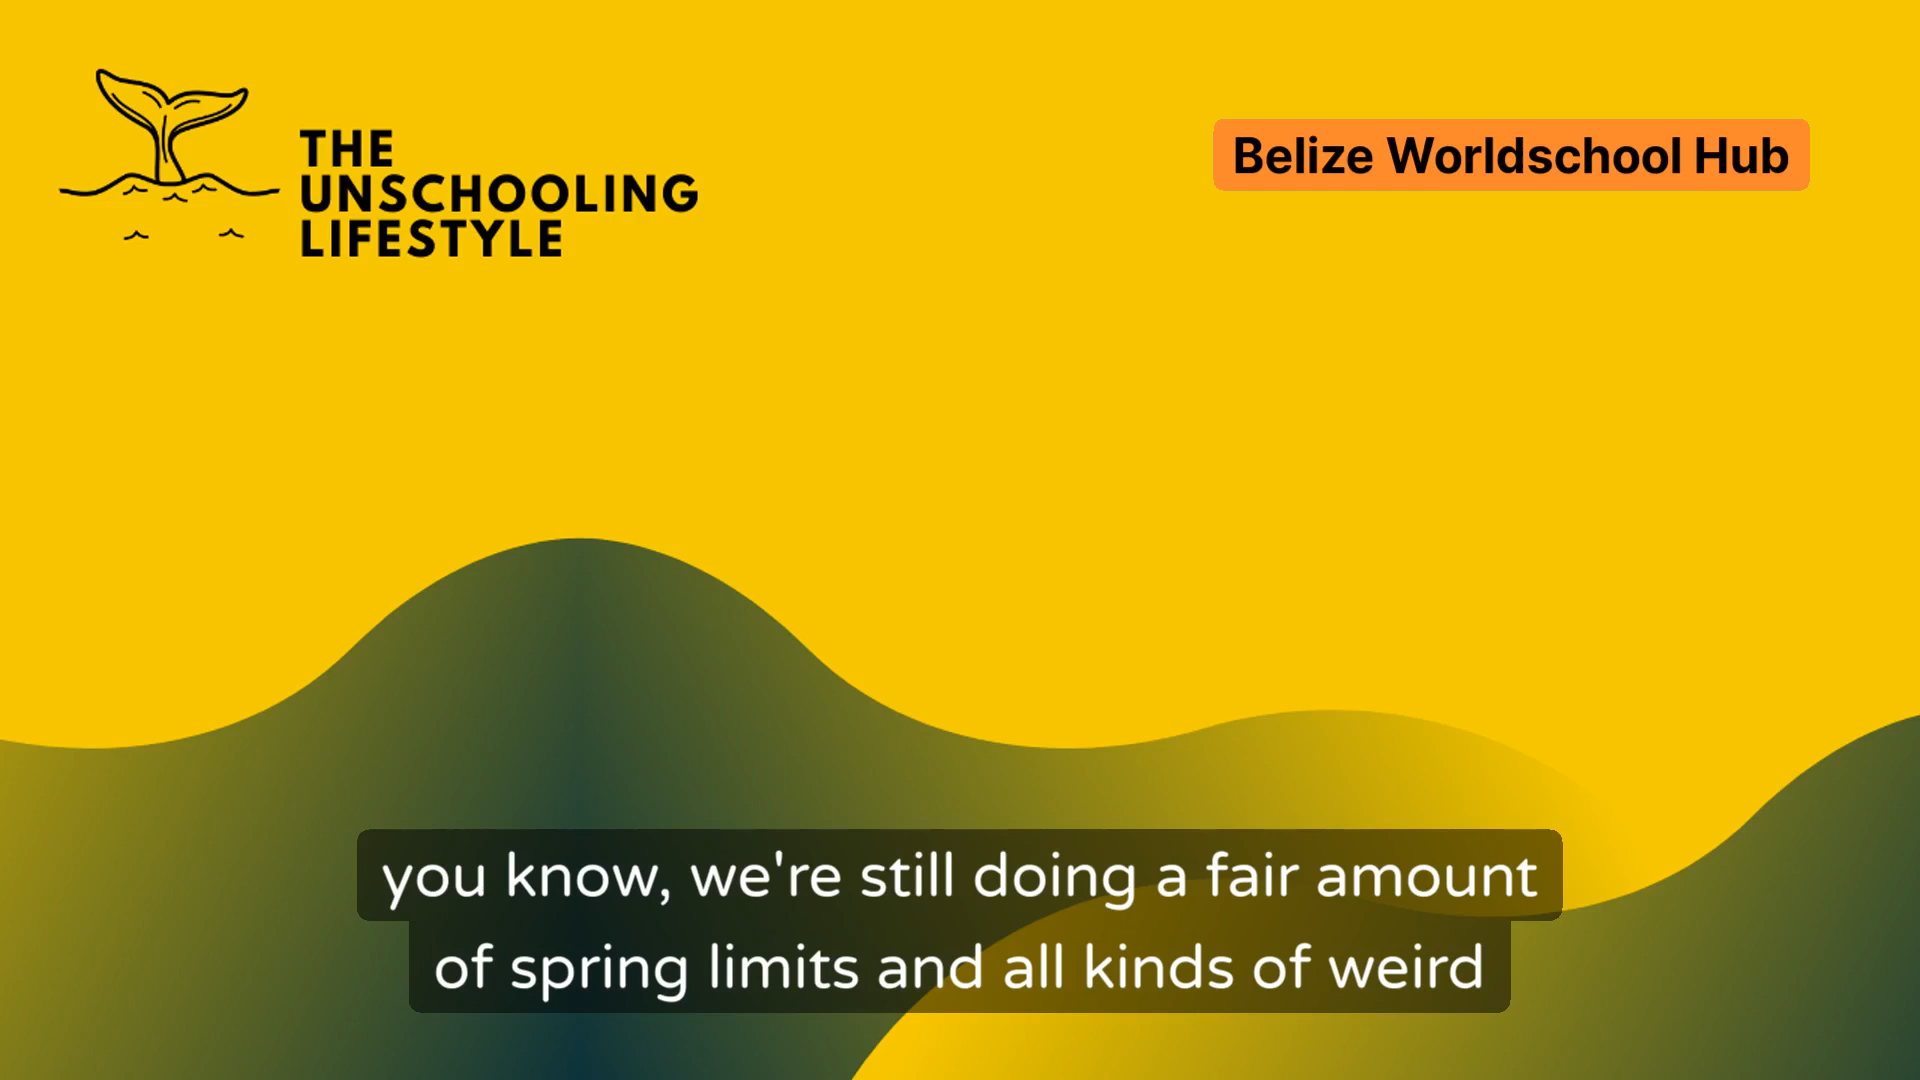 THE
UNSCHOOLING
LIFESTYLE
Belize Worldschool Hub
you know, we're still doing a fair amount
of spring limits and all kinds of weird